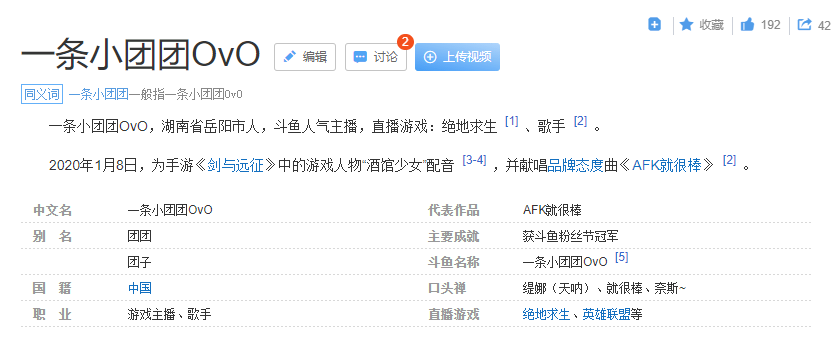 收藏 192 42
一条小团团OvO 编辑 讨论 2 上传视频
同义词 一条小团团一般指一条小团团OvO
一条小团团OvO，湖南省岳阳市人，斗鱼人气主播，直播游戏：绝地求生 [1] 、歌手 [2] 。
2020年1月8日，为手游《剑与远征》中的游戏人物“酒馆少女”配音 [3-4] ，并献唱品牌态度曲《AFK就很棒》 [2] 。
中文名 一条小团团OvO 代表作品 AFK就很棒
别 名 团团 主要成就 获斗鱼粉丝节冠军
团子 斗鱼名称 一条小团团OvO [5]
国 籍 中国 口头禅 缇娜（天呐）、就很棒、奈斯~
职 业 游戏主播、歌手 直播游戏 绝地求生、英雄联盟等